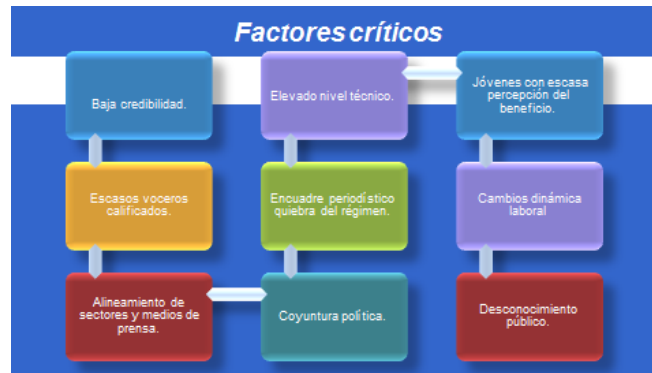 Factores críticos
Baja credibilidad.
Elevado nivel técnico.
Jóvenes con escasa
percepción del
beneficio.
Escasos voceros
calificados.
Encuadre periodístico
quiebra del régimen.
Cambios dinámica
laboral
Alineamiento de
sectores y medios de
prensa.
Coyuntura política.
Desconocimiento
público.